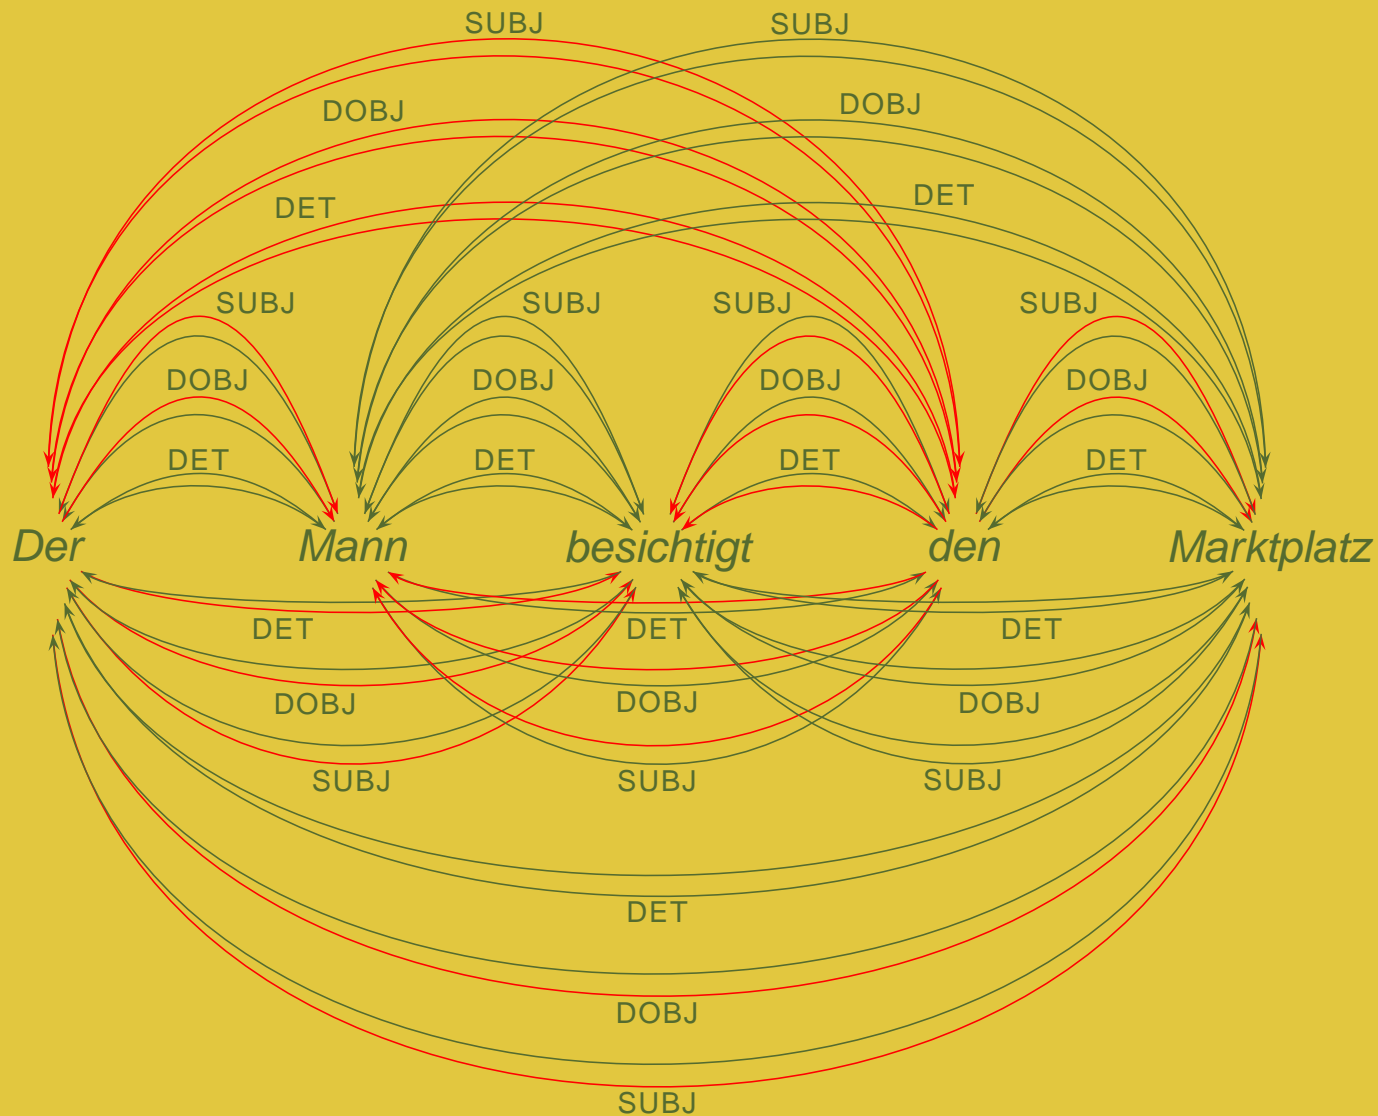 SUBJ SUBJ
DOBJ DOBJ
DET DET
SUBJ SUBJ SUBJ SUBJ
DOBJ DOBJ DOBJ DOBJ
DET DET DET DET
Der Mann besichtigt den Marktplatz
DET DET DET
DOBJ DOBJ DOBJ
SUBJ SUBJ SUBJ
DET
DOBJ
SUBJ